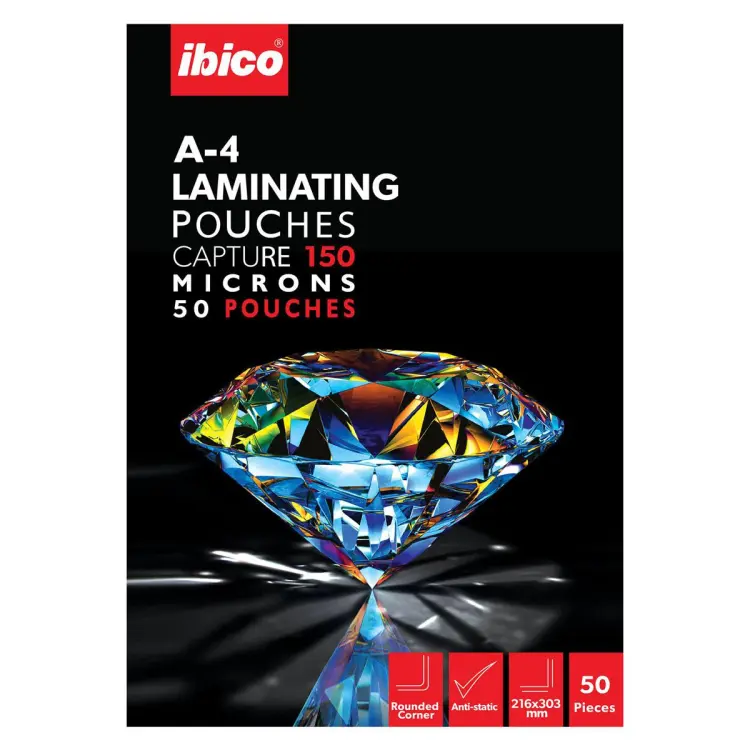 ibico®
A-4
LAMINATING
POUCHES
CAPTURE 150
MICRONS
50 POUCHES
Rounded
Corner
Anti-static
216x303
mm
50
Pieces